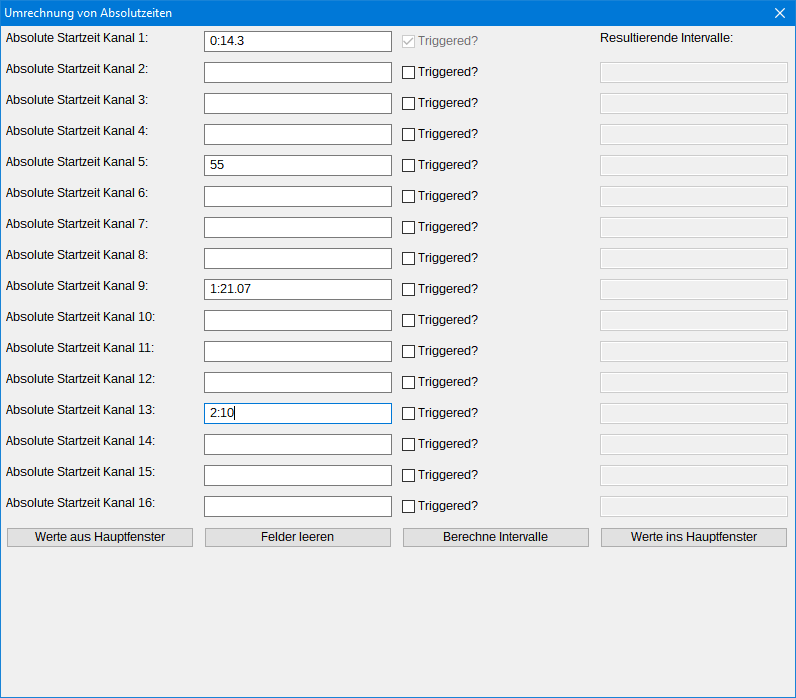 Umrechnung von Absolutzeiten
Absolute Startzeit Kanal 1: 0:14.3 Triggered? Resultierende Intervalle:
Absolute Startzeit Kanal 2: Triggered?
Absolute Startzeit Kanal 3: Triggered?
Absolute Startzeit Kanal 4: Triggered?
Absolute Startzeit Kanal 5: 55 Triggered?
Absolute Startzeit Kanal 6: Triggered?
Absolute Startzeit Kanal 7: Triggered?
Absolute Startzeit Kanal 8: Triggered?
Absolute Startzeit Kanal 9: 1:21.07 Triggered?
Absolute Startzeit Kanal 10: Triggered?
Absolute Startzeit Kanal 11: Triggered?
Absolute Startzeit Kanal 12: Triggered?
Absolute Startzeit Kanal 13: 2:10 Triggered?
Absolute Startzeit Kanal 14: Triggered?
Absolute Startzeit Kanal 15: Triggered?
Absolute Startzeit Kanal 16: Triggered?
Werte aus Hauptfenster Felder leeren Berechne Intervalle Werte ins Hauptfenster